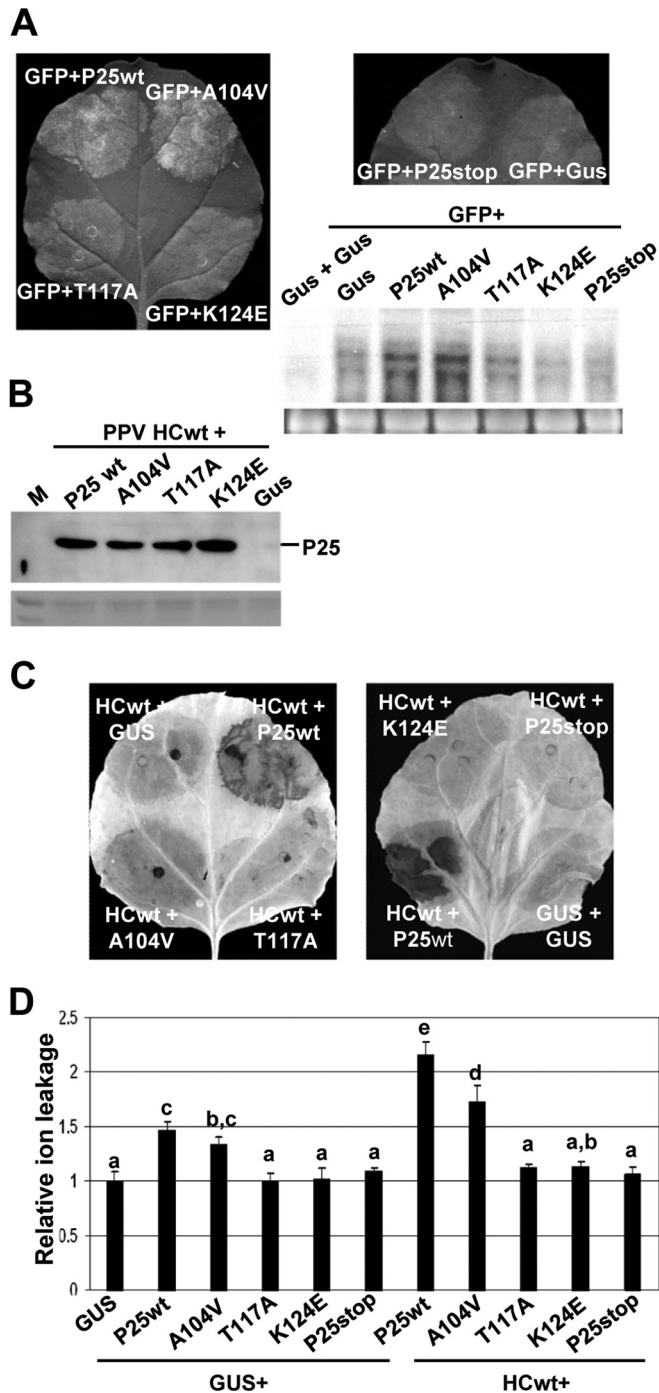 A
GFP+P25wt
GFP+A104V
GFP+T117A
GFP+K124E
GFP+P25stop
GFP+Gus
GFP+
Gus + Gus
Gus
P25wt
A104V
T117A
K124E
P25stop
B
PPV HCwt +
M
P25 wt
A104V
T117A
K124E
Gus
P25
C
HCwt +
GUS
HCwt +
P25wt
HCwt +
A104V
HCwt +
T117A
HCwt +
K124E
HCwt +
P25stop
HCwt +
P25wt
GUS +
GUS
D
Relative ion leakage
2.5
2
1.5
1
0.5
0
a
c
b,c
a
a
a
e
d
a
a,b
a
GUS
P25wt
A104V
T117A
K124E
P25stop
P25wt
A104V
T117A
K124E
P25stop
GUS+
HCwt+